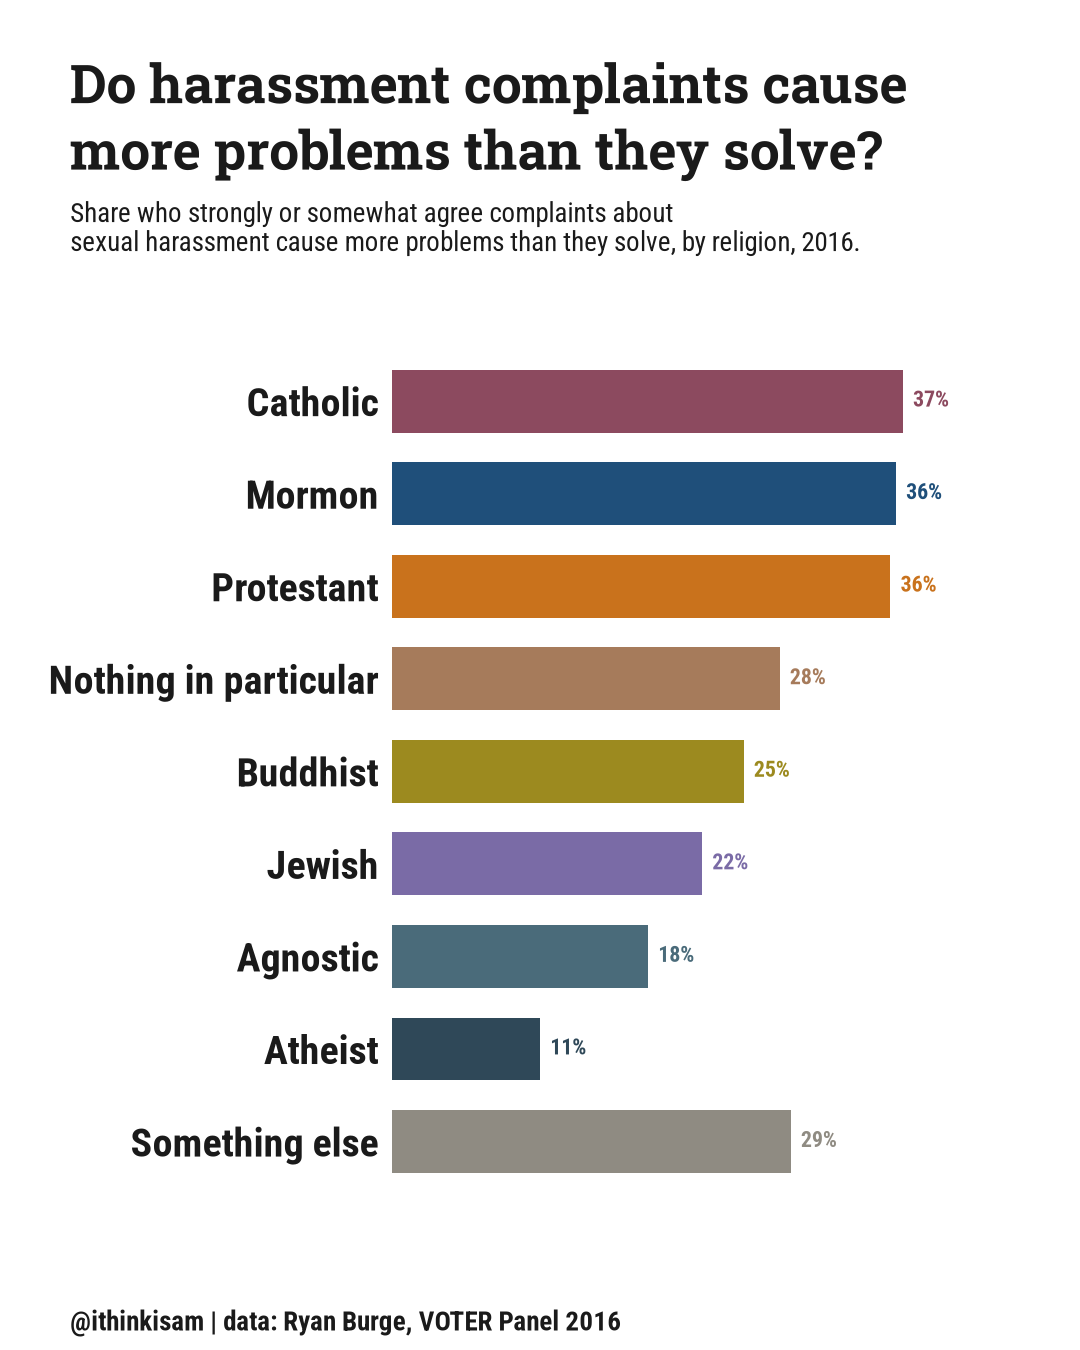 Do harassment complaints cause
more problems than they solve?
Share who strongly or somewhat agree complaints about
sexual harassment cause more problems than they solve, by religion, 2016.
Catholic 37%
Mormon 36%
Protestant 36%
Nothing in particular 28%
Buddhist 25%
Jewish 22%
Agnostic 18%
Atheist 11%
Something else 29%
@ithinkisam | data: Ryan Burge, VOTER Panel 2016